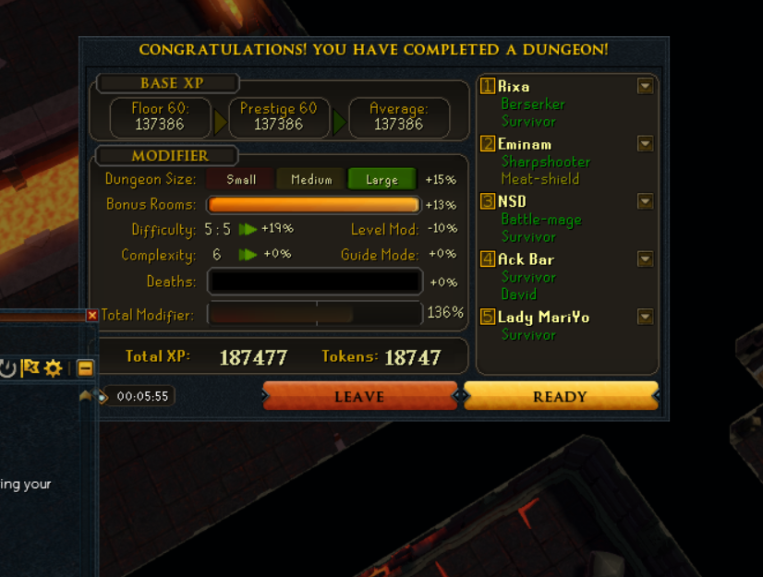 CONGRATULATIONS! YOU HAVE COMPLETED A DUNGEON!
BASE XP
Floor 60: 137386
Prestige 60 137386
Average: 137386
MODIFIER
Dungeon Size: Small Medium Large +15%
Bonus Rooms: +13%
Difficulty: 5:5 +19% Level Mod: -10%
Complexity: 6 +0% Guide Mode: +0%
Deaths: +0%
Total Modifier: 136%
Total XP: 187477 Tokens: 18747
00:05:55
LEAVE
READY
1 Rixa
Berserker
Survivor
2 Eminam
Sharpshooter
Meat-shield
3 NSD
Battle-mage
Survivor
4 Ack Bar
Survivor
David
5 Lady MariYo
Survivor
ing your